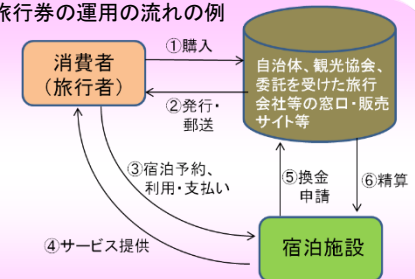 旅行券の運用の流れの例
消費者
（旅行者）
①購入
②発行・
郵送
自治体、観光協会、
委託を受けた旅行
会社等の窓口・販売
サイト等
③宿泊予約、
利用・支払い
④サービス提供
⑤換金
申請
⑥精算
宿泊施設